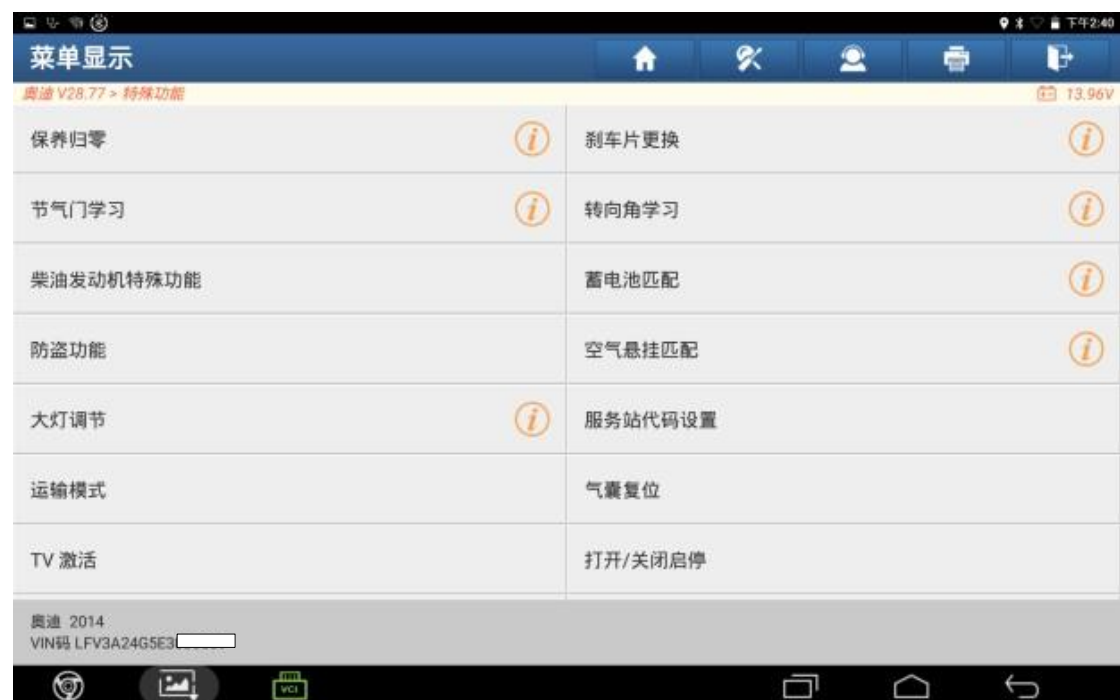 下午2:40
菜单显示
奥迪 V28.77 > 特殊功能
13.96V
保养归零
刹车片更换
节气门学习
转向角学习
柴油发动机特殊功能
蓄电池匹配
防盗功能
空气悬挂匹配
大灯调节
服务站代码设置
运输模式
气囊复位
TV 激活
打开/关闭启停
奥迪 2014
VIN码 LFV3A24G5E3
VCI